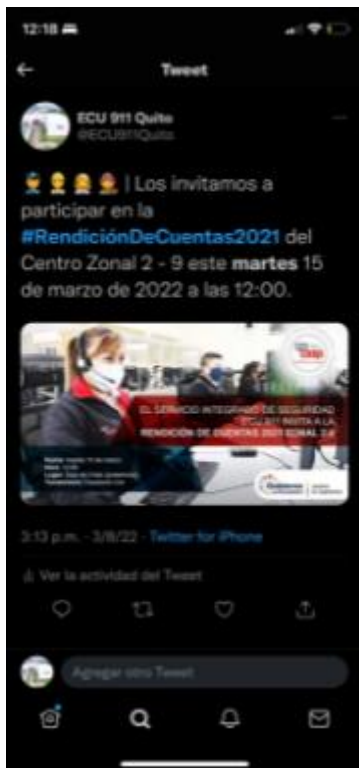 12:18
Tweet
ECU 911 Quito
@ECU911Quito
| Los invitamos a
participar en la
#RendiciónDeCuentas2021 del
Centro Zonal 2 - 9 este martes 15
de marzo de 2022 a las 12:00.
EL SERVICIO INTEGRADO DE SEGURIDAD
ECU 911 INVITA A LA
RENDICIÓN DE CUENTAS 2021 ZONAL 2-9
3:13 p.m. - 3/8/22 - Twitter for iPhone
Ver la actividad del Tweet
Agregar otro Tweet